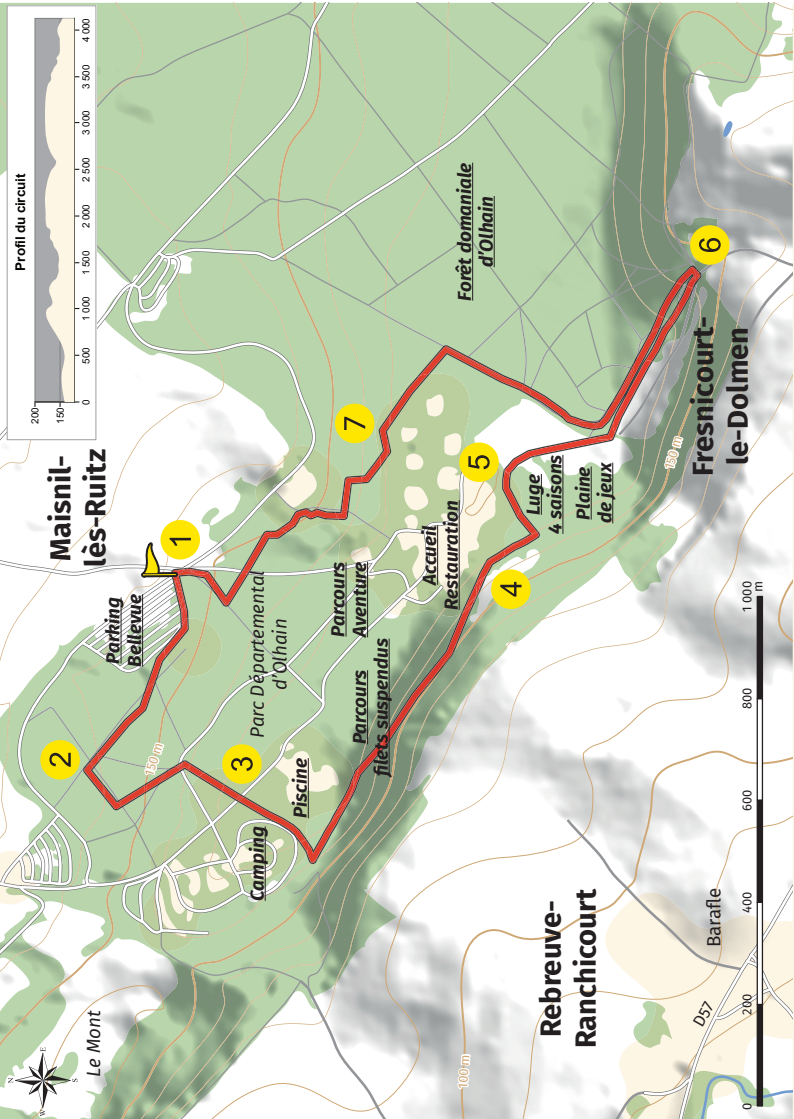 Profil du circuit
200
150
0
500
1 000
1 500
2 000
2 500
3 000
3 500
4 000
N
E
S
W
Le Mont
Maisnil-
lès-Ruitz
Parking
Bellevue
1
2
3
4
5
6
7
150 m
Parc Départemental
d'Olhain
Parcours
Aventure
Accueil
Restauration
Parcours
filets suspendus
Piscine
Camping
Luge
4 saisons
Plaine
de jeux
Forêt domaniale
d'Olhain
Fresnicourt-
le-Dolmen
150 m
Rebreuve-
Ranchicourt
Barafle
D57
100 m
0
200
400
600
800
1 000
m